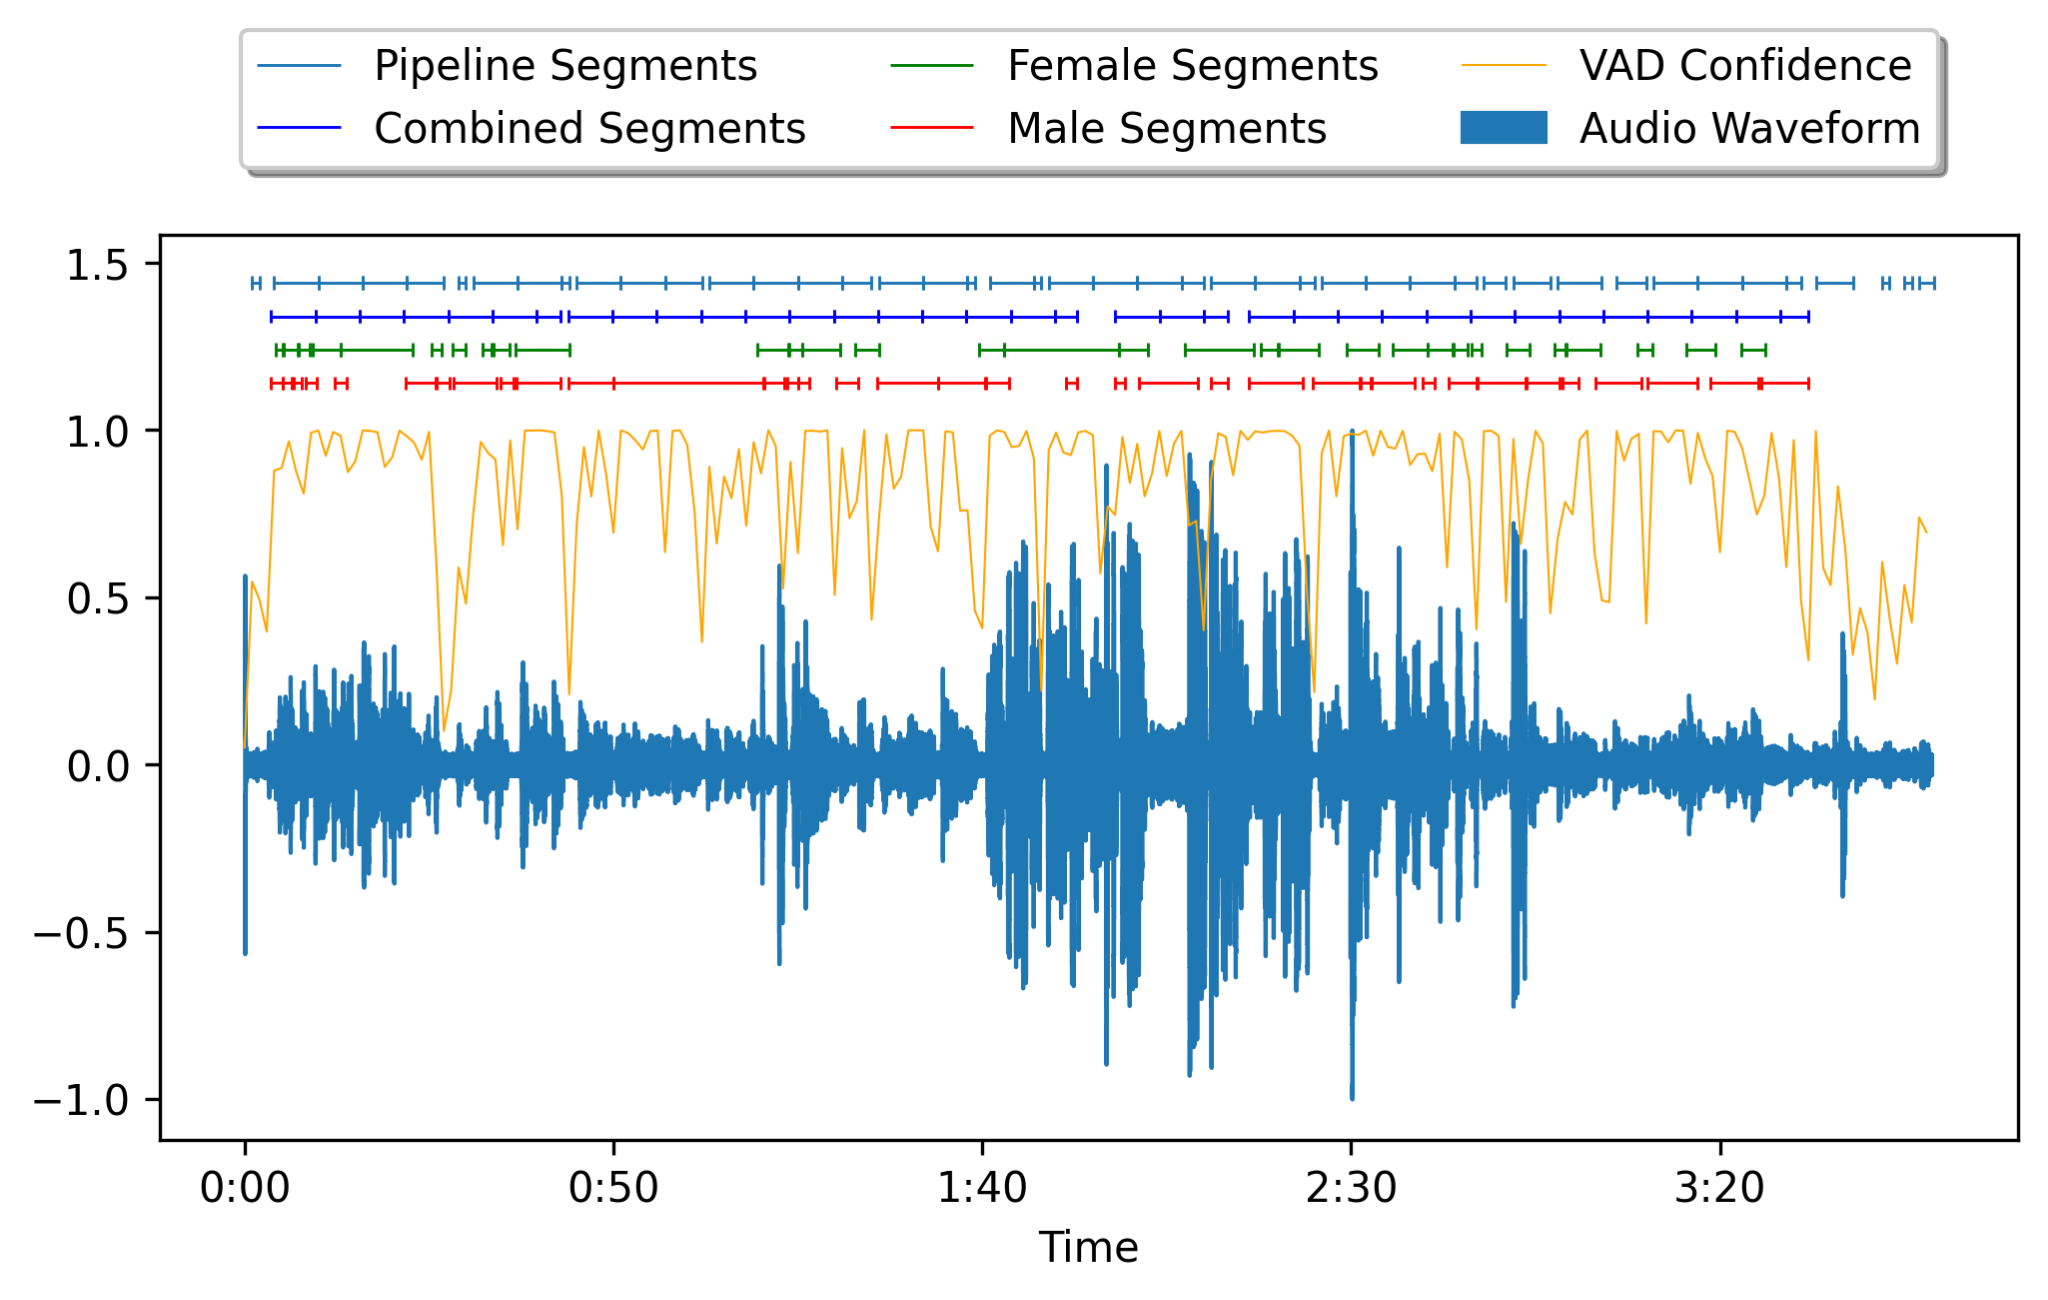 Pipeline Segments Female Segments VAD Confidence
Combined Segments Male Segments Audio Waveform
1.5
1.0
0.5
0.0
−0.5
−1.0
0:00 0:50 1:40 2:30 3:20
Time